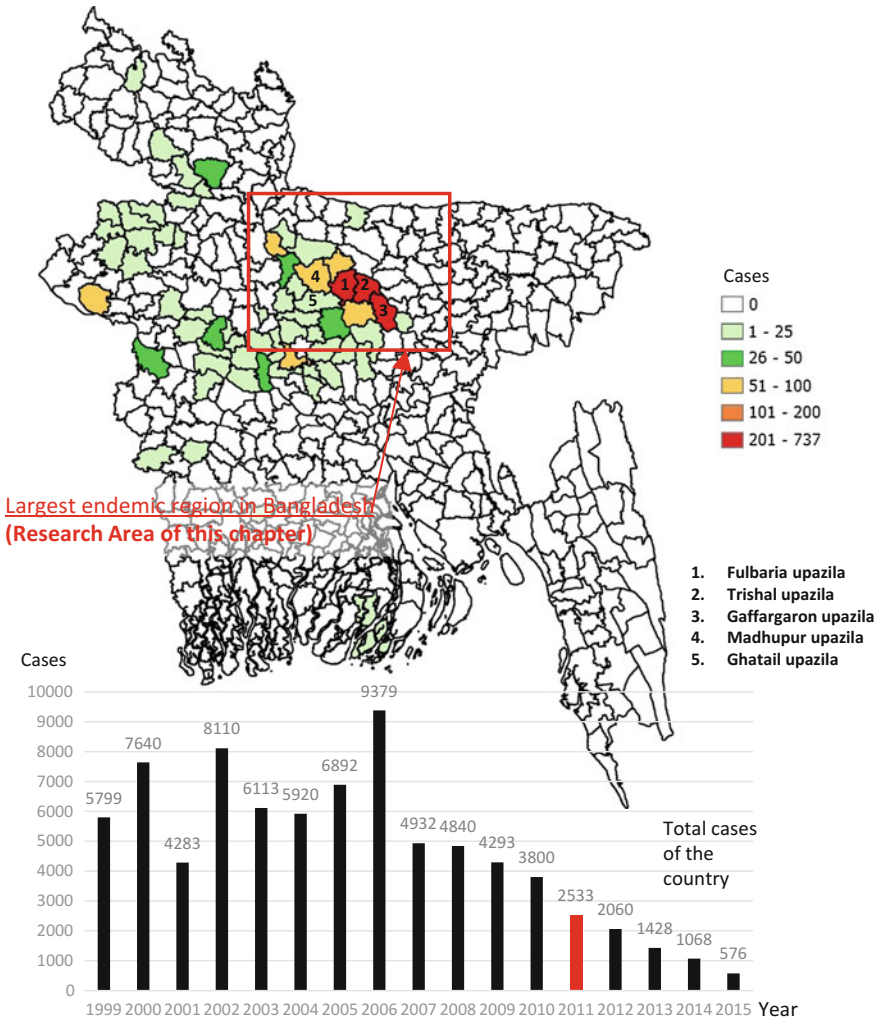 4
1
2
5
3
Cases
0
1 - 25
26 - 50
51 - 100
101 - 200
201 - 737
Largest endemic region in Bangladesh
(Research Area of this chapter)
1. Fulbaria upazila
2. Trishal upazila
3. Gaffargaron upazila
4. Madhupur upazila
5. Ghatail upazila
Cases
10000
9000
8000
7000
6000
5000
4000
3000
2000
1000
0
5799
7640
4283
8110
6113
5920
6892
9379
4932
4840
4293
3800
2533
2060
1428
1068
576
Total cases
of the
country
1999 2000 2001 2002 2003 2004 2005 2006 2007 2008 2009 2010 2011 2012 2013 2014 2015 Year